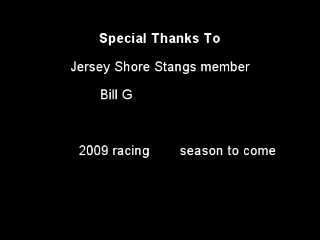 Special Thanks To
Jersey Shore Stangs member
Bill G
2009 racing season to come